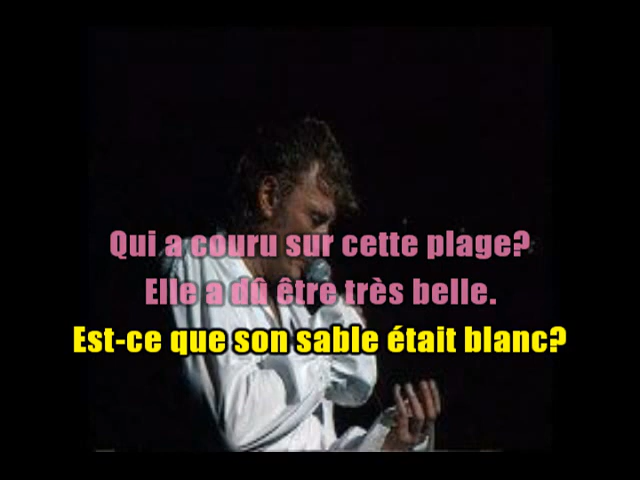 Qui a couru sur cette plage?
Elle a dû être très belle.
Est-ce que son sable était blanc?